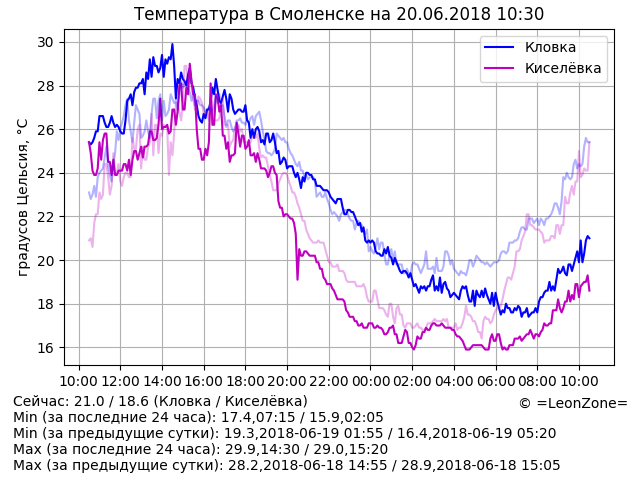 Температура в Смоленске на 20.06.2018 10:30
Кловка
Киселёвка
градусов Цельсия, °C
30
28
26
24
22
20
18
16
10:00 12:00 14:00 16:00 18:00 20:00 22:00 00:00 02:00 04:00 06:00 08:00 10:00
Сейчас: 21.0 / 18.6 (Кловка / Киселёвка)
© =LeonZone=
Min (за последние 24 часа): 17.4,07:15 / 15.9,02:05
Min (за предыдущие сутки): 19.3,2018-06-19 01:55 / 16.4,2018-06-19 05:20
Max (за последние 24 часа): 29.9,14:30 / 29.0,15:20
Max (за предыдущие сутки): 28.2,2018-06-18 14:55 / 28.9,2018-06-18 15:05